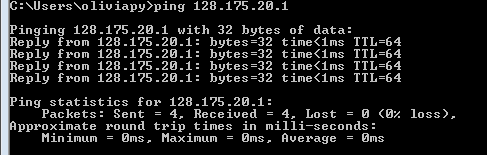 C:\Users\oliviapy>ping 128.175.20.1
Pinging 128.175.20.1 with 32 bytes of data:
Reply from 128.175.20.1: bytes=32 time<1ms TTL=64
Reply from 128.175.20.1: bytes=32 time<1ms TTL=64
Reply from 128.175.20.1: bytes=32 time<1ms TTL=64
Reply from 128.175.20.1: bytes=32 time<1ms TTL=64
Ping statistics for 128.175.20.1:
Packets: Sent = 4, Received = 4, Lost = 0 (0% loss),
Approximate round trip times in milli-seconds:
Minimum = 0ms, Maximum = 0ms, Average = 0ms